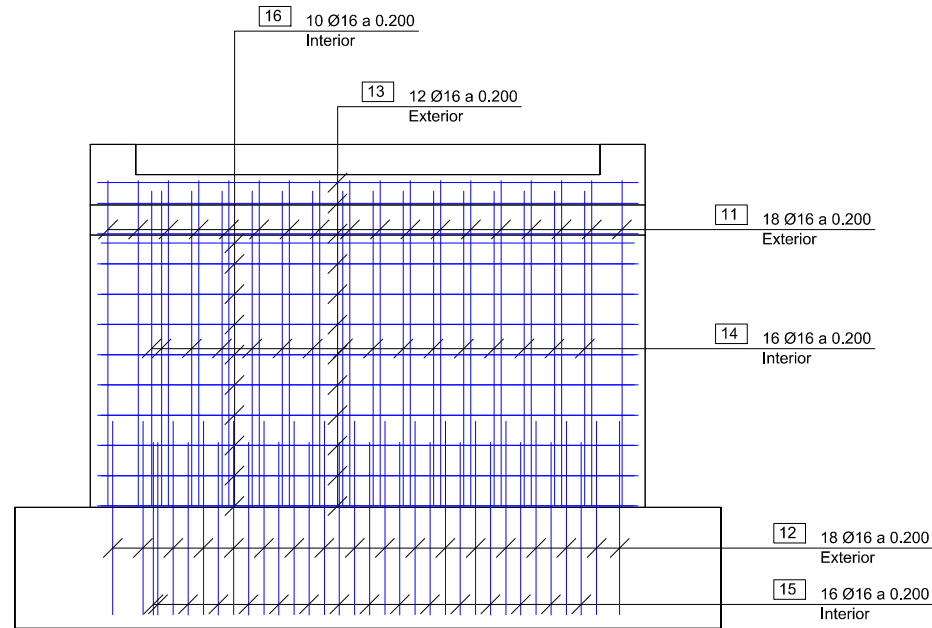 16 10 Ø16 a 0.200
Interior
13 12 Ø16 a 0.200
Exterior
11 18 Ø16 a 0.200
Exterior
14 16 Ø16 a 0.200
Interior
12 18 Ø16 a 0.200
Exterior
15 16 Ø16 a 0.200
Interior